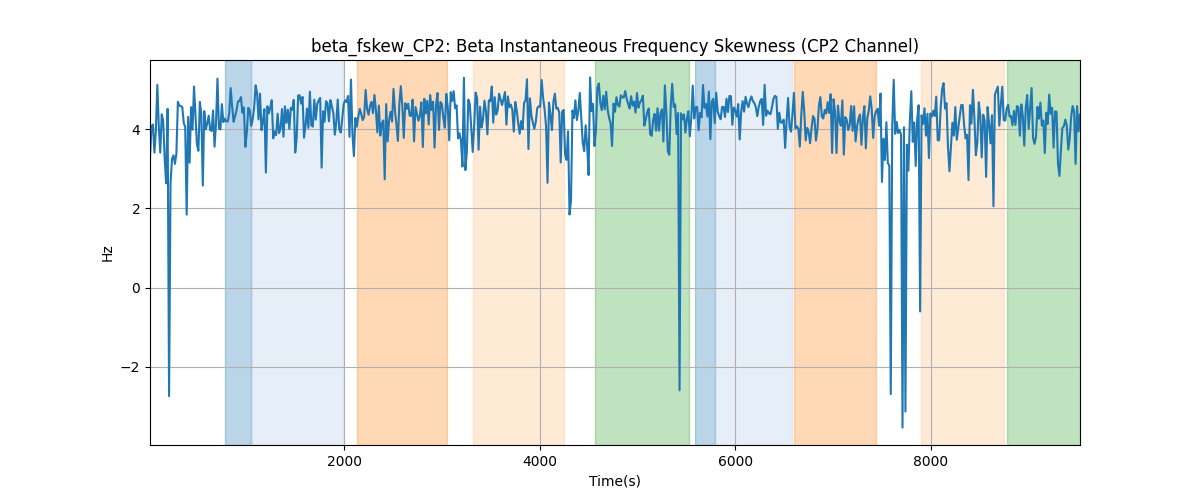 beta_fskew_CP2: Beta Instantaneous Frequency Skewness (CP2 Channel)
4
2
0
−2
Hz
2000
4000
6000
8000
Time(s)